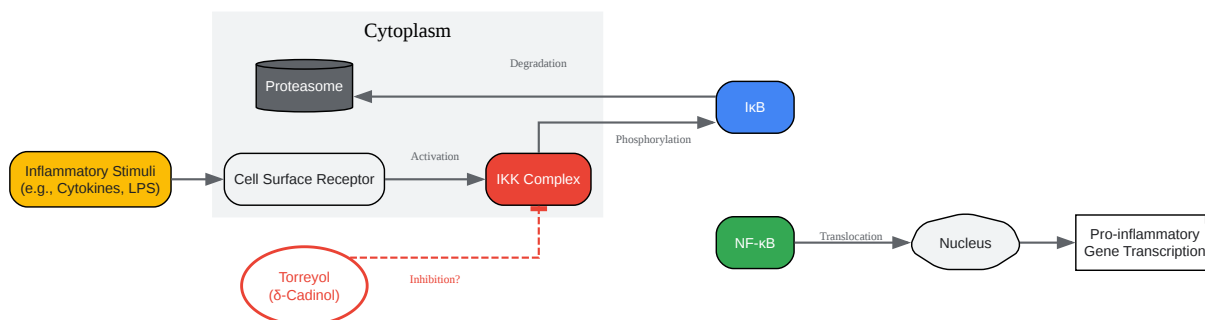 Cytoplasm
Degradation
Proteasome
IκB
Phosphorylation
Inflammatory Stimuli
(e.g., Cytokines, LPS)
Cell Surface Receptor
Activation
IKK Complex
NF-κB
Translocation
Nucleus
Pro-inflammatory
Gene Transcription
Torreyol
(δ-Cadinol)
Inhibition?